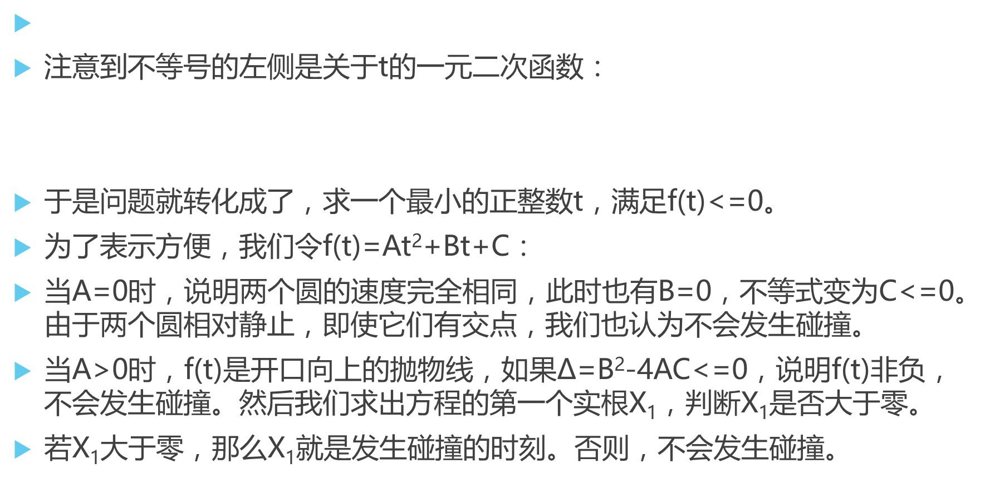 注意到不等号的左侧是关于t的一元二次函数：
于是问题就转化成了，求一个最小的正整数t，满足f(t)<=0。
为了表示方便，我们令f(t)=At²+Bt+C：
当A=0时，说明两个圆的速度完全相同，此时也有B=0，不等式变为C<=0。
由于两个圆相对静止，即使它们有交点，我们也认为不会发生碰撞。
当A>0时，f(t)是开口向上的抛物线，如果Δ=B²-4AC<=0，说明f(t)非负，
不会发生碰撞。然后我们求出方程的第一个实根X₁，判断X₁是否大于零。
若X₁大于零，那么X₁就是发生碰撞的时刻。否则，不会发生碰撞。